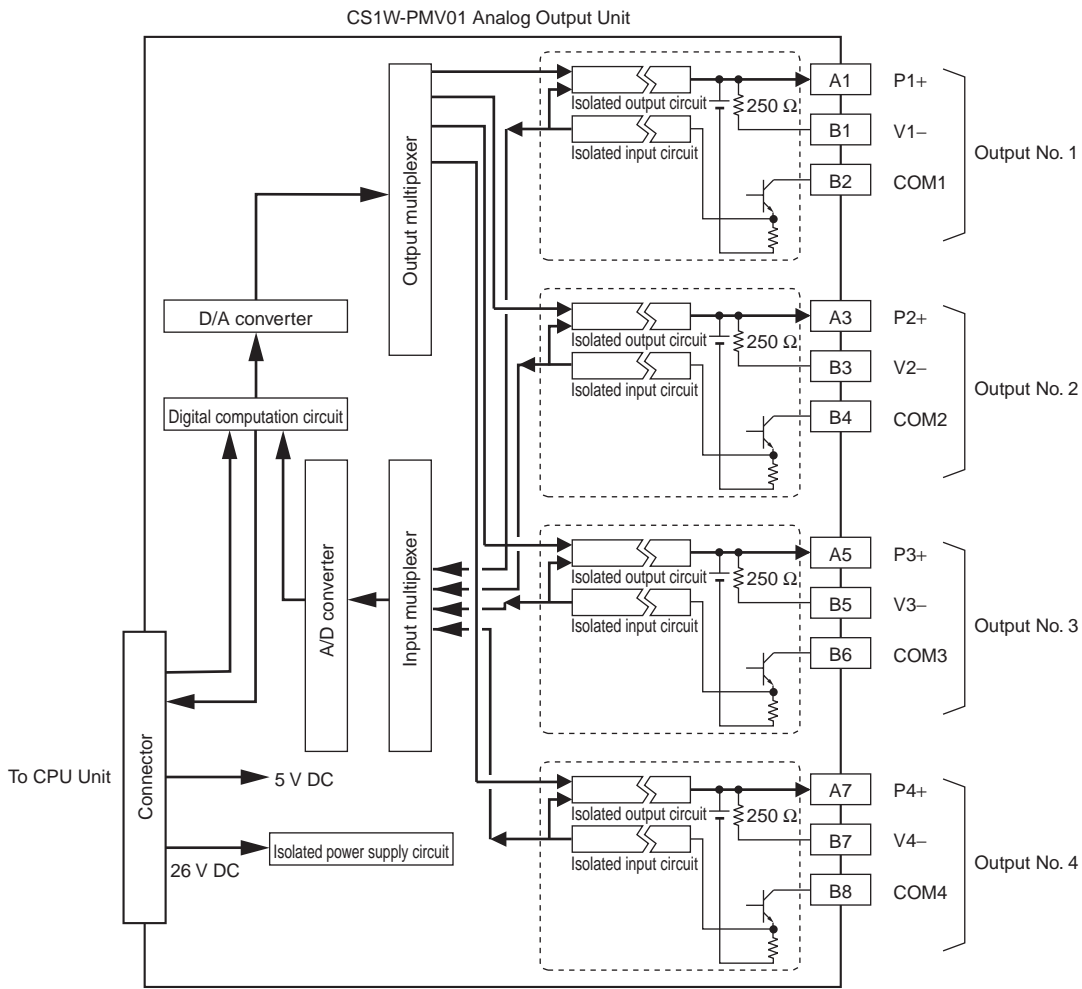 CS1W-PMV01 Analog Output Unit
Output multiplexer
D/A converter
Digital computation circuit
A/D converter
Input multiplexer
To CPU Unit
Connector
5 V DC
26 V DC
Isolated power supply circuit
Isolated output circuit
250 Ω
Isolated input circuit
A1 P1+
B1 V1−
B2 COM1
Output No. 1
Isolated output circuit
250 Ω
Isolated input circuit
A3 P2+
B3 V2−
B4 COM2
Output No. 2
Isolated output circuit
250 Ω
Isolated input circuit
A5 P3+
B5 V3−
B6 COM3
Output No. 3
Isolated output circuit
250 Ω
Isolated input circuit
A7 P4+
B7 V4−
B8 COM4
Output No. 4